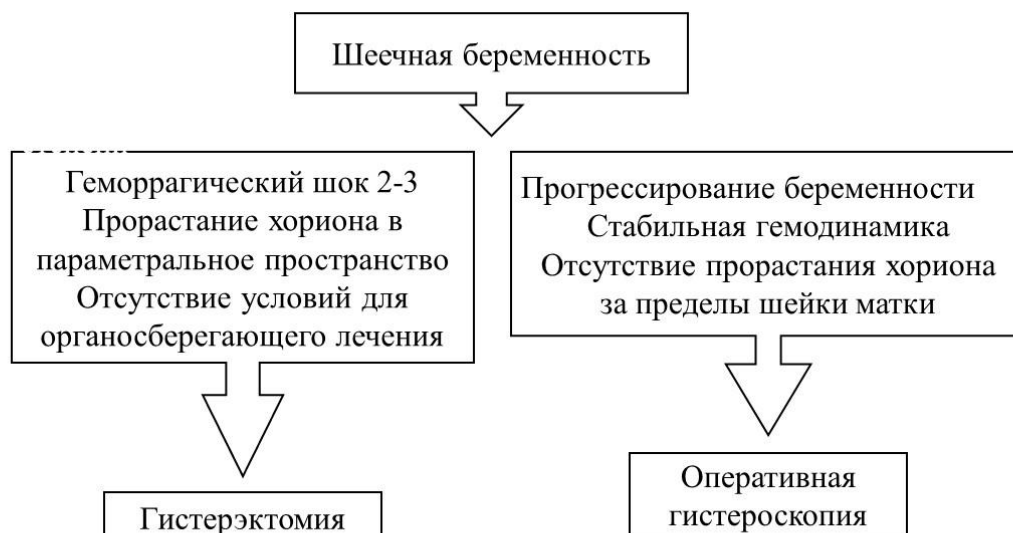 Шеечная беременность
Геморрагический шок 2-3
Прорастание хориона в
параметральное пространство
Отсутствие условий для
органосберегающего лечения
Прогрессирование беременности
Стабильная гемодинамика
Отсутствие прорастания хориона
за пределы шейки матки
Гистерэктомия
Оперативная
гистероскопия